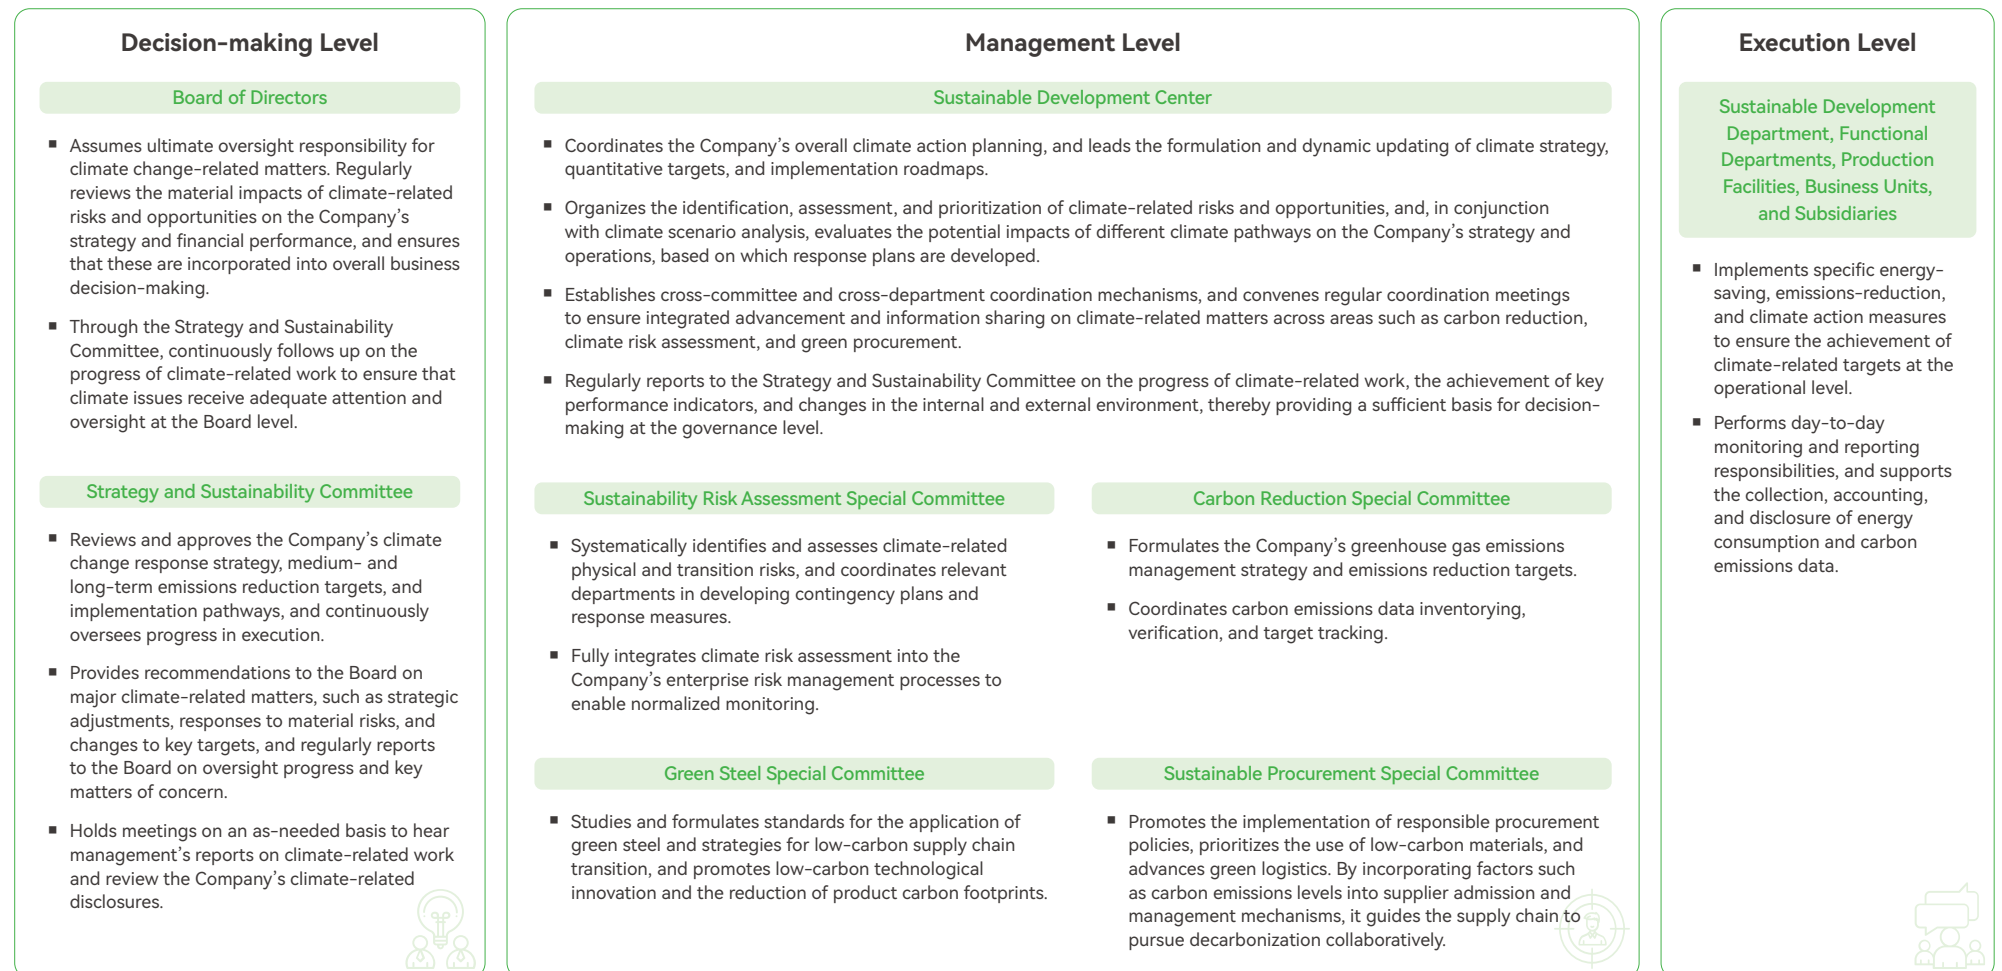 Decision-making Level
Board of Directors
▪ Assumes ultimate oversight responsibility for
climate change-related matters. Regularly
reviews the material impacts of climate-related
risks and opportunities on the Company's
strategy and financial performance, and ensures
that these are incorporated into overall business
decision-making.
▪ Through the Strategy and Sustainability
Committee, continuously follows up on the
progress of climate-related work to ensure that
climate issues receive adequate attention and
oversight at the Board level.
Strategy and Sustainability Committee
▪ Reviews and approves the Company's climate
change response strategy, medium- and
long-term emissions reduction targets, and
implementation pathways, and continuously
oversees progress in execution.
▪ Provides recommendations to the Board on
major climate-related matters, such as strategic
adjustments, responses to material risks, and
changes to key targets, and regularly reports
to the Board on oversight progress and key
matters of concern.
▪ Holds meetings on an as-needed basis to hear
management's reports on climate-related work
and review the Company's climate-related
disclosures.
Management Level
Sustainable Development Center
▪ Coordinates the Company's overall climate action planning, and leads the formulation and dynamic updating of climate strategy,
quantitative targets, and implementation roadmaps.
▪ Organizes the identification, assessment, and prioritization of climate-related risks and opportunities, and, in conjunction
with climate scenario analysis, evaluates the potential impacts of different climate pathways on the Company's strategy and
operations, based on which response plans are developed.
▪ Establishes cross-committee and cross-department coordination mechanisms, and convenes regular coordination meetings
to ensure integrated advancement and information sharing on climate-related matters across areas such as carbon reduction,
climate risk assessment, and green procurement.
▪ Regularly reports to the Strategy and Sustainability Committee on the progress of climate-related work, the achievement of key
performance indicators, and changes in the internal and external environment, thereby providing a sufficient basis for decision-
making at the governance level.
Sustainability Risk Assessment Special Committee
▪ Systematically identifies and assesses climate-related
physical and transition risks, and coordinates relevant
departments in developing contingency plans and
response measures.
▪ Fully integrates climate risk assessment into the
Company's enterprise risk management processes to
enable normalized monitoring.
Carbon Reduction Special Committee
▪ Formulates the Company's greenhouse gas emissions
management strategy and emissions reduction targets.
▪ Coordinates carbon emissions data inventorying,
verification, and target tracking.
Green Steel Special Committee
▪ Studies and formulates standards for the application of
green steel and strategies for low-carbon supply chain
transition, and promotes low-carbon technological
innovation and the reduction of product carbon footprints.
Sustainable Procurement Special Committee
▪ Promotes the implementation of responsible procurement
policies, prioritizes the use of low-carbon materials, and
advances green logistics. By incorporating factors such
as carbon emissions levels into supplier admission and
management mechanisms, it guides the supply chain to
pursue decarbonization collaboratively.
Execution Level
Sustainable Development
Department, Functional
Departments, Production
Facilities, Business Units,
and Subsidiaries
▪ Implements specific energy-
saving, emissions-reduction,
and climate action measures
to ensure the achievement of
climate-related targets at the
operational level.
▪ Performs day-to-day
monitoring and reporting
responsibilities, and supports
the collection, accounting,
and disclosure of energy
consumption and carbon
emissions data.